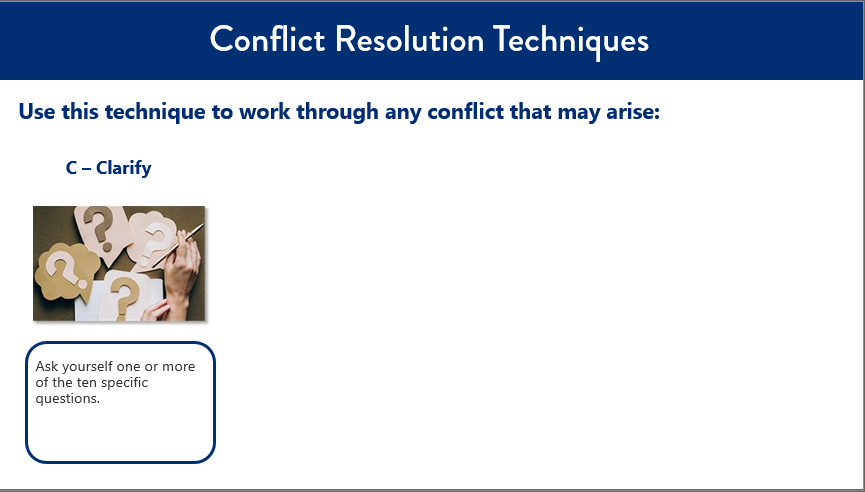 Conflict Resolution Techniques
Use this technique to work through any conflict that may arise:
C – Clarify
?
?
?
?
Ask yourself one or more
of the ten specific
questions.